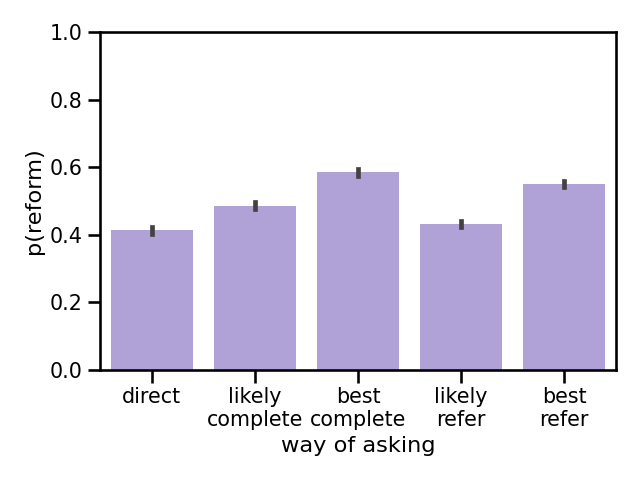 1.0
0.8
0.6
0.4
0.2
0.0
p(reform)
direct
likely
complete
best
complete
likely
refer
best
refer
way of asking